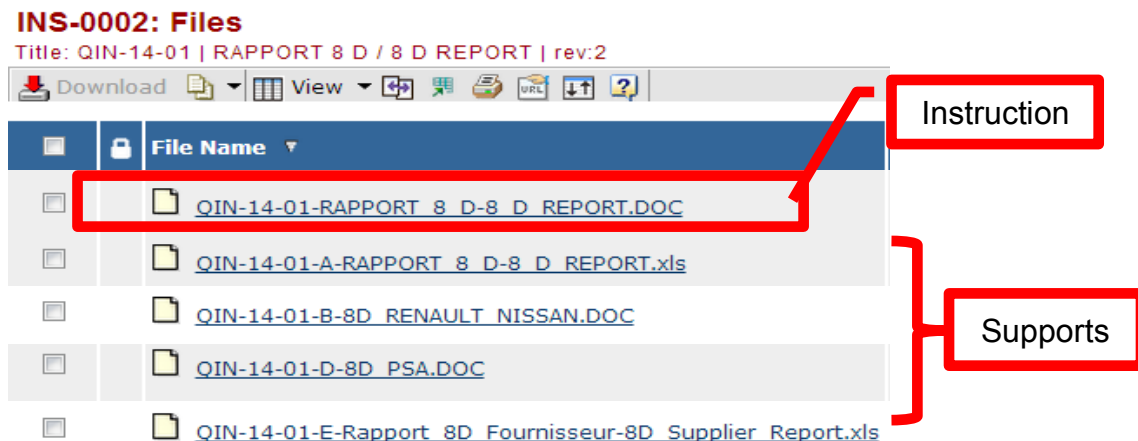 INS-0002: Files
Title: QIN-14-01 | RAPPORT 8 D / 8 D REPORT | rev:2
Download View URL
Instruction
File Name
QIN-14-01-RAPPORT_8_D-8_D_REPORT.DOC
QIN-14-01-A-RAPPORT_8_D-8_D_REPORT.xls
QIN-14-01-B-8D_RENAULT_NISSAN.DOC
Supports
QIN-14-01-D-8D_PSA.DOC
QIN-14-01-E-Rapport_8D_Fournisseur-8D_Supplier_Report.xls